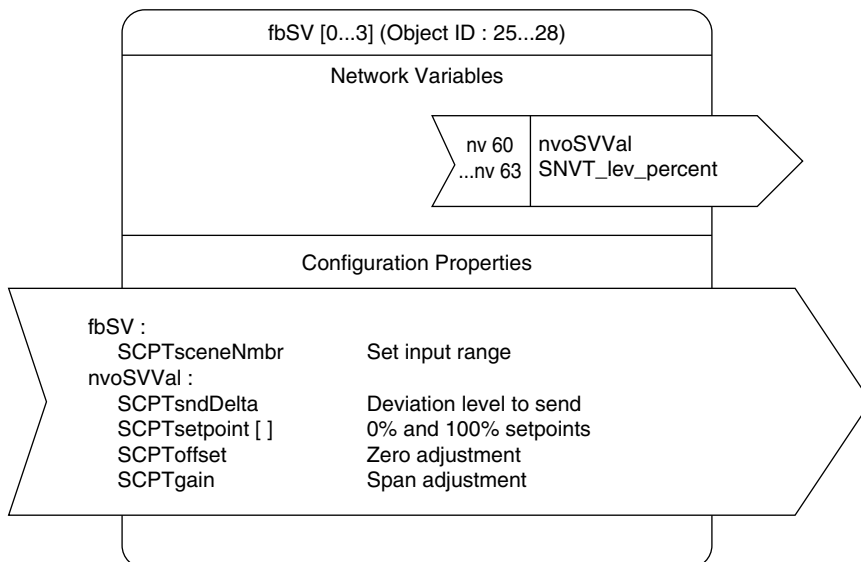 fbSV [0...3] (Object ID : 25...28)
Network Variables
nv 60 nvoSVVal
...nv 63 SNVT_lev_percent
Configuration Properties
fbSV :
SCPTsceneNmbr Set input range
nvoSVVal :
SCPTsndDelta Deviation level to send
SCPTsetpoint [ ] 0% and 100% setpoints
SCPToffset Zero adjustment
SCPTgain Span adjustment